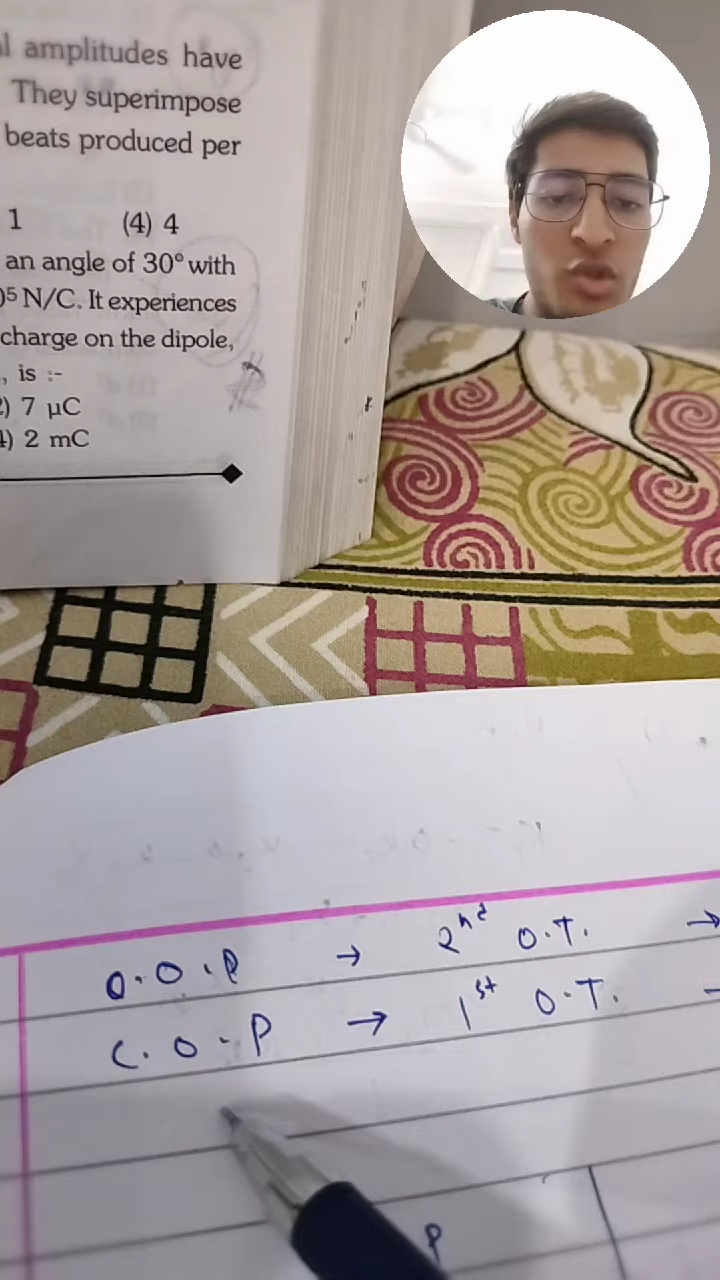 amplitudes have
They superimpose
beats produced per
1 (4) 4
an angle of 30° with
5 N/C. It experiences
charge on the dipole,
, is :-
) 7 μC
) 2 mC
O.O.P → 2nd O.T. →
C.O.P → 1st O.T. →
P